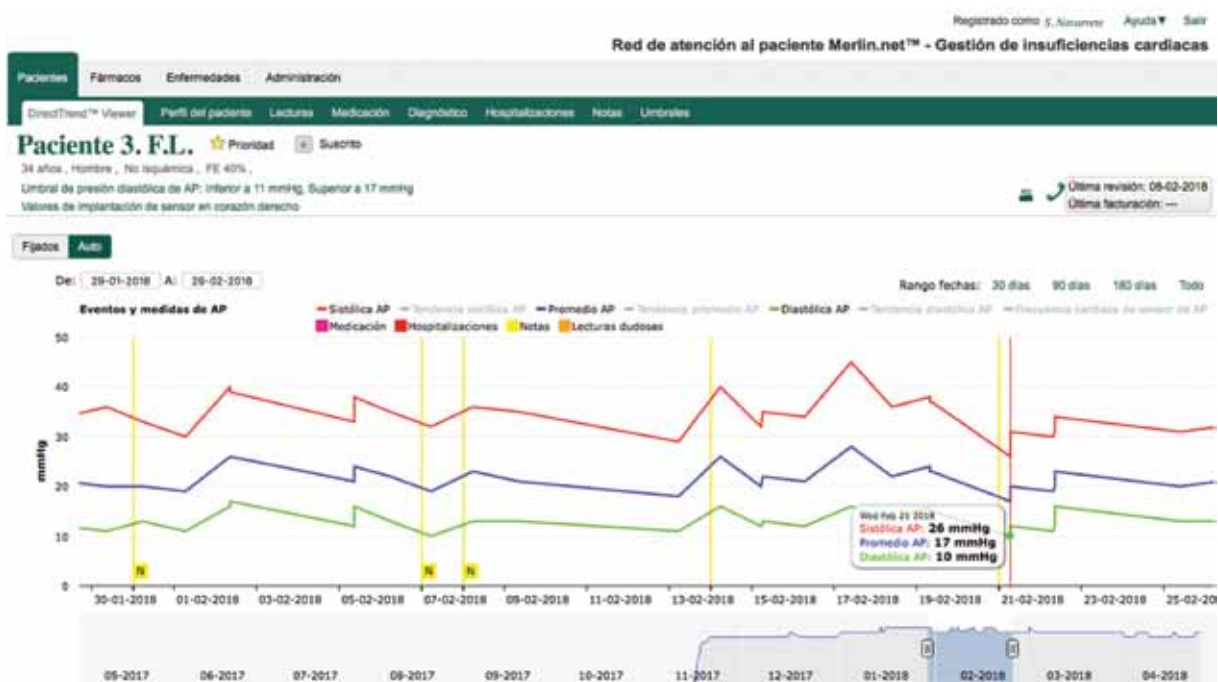 Registrado como S. Navarrete Ayuda▼ Salir
Red de atención al paciente Merlin.net™ - Gestión de insuficiencias cardiacas
Pacientes Fármacos Enfermedades Administración
DirectTrend™ Viewer Perfil del paciente Lecturas Medicación Diagnóstico Hospitalizaciones Notas Umbrales
Paciente 3. F.L. Prioridad + Suscrito
34 años, Hombre, No isquémica, FE 40%,
Umbral de presión diastólica de AP: Inferior a 11 mmHg, Superior a 17 mmHg
Valores de implantación de sensor en corazón derecho
Última revisión: 08-02-2018
Última facturación: ---
Fijados Auto
De: 29-01-2018 A: 26-02-2018
Rango fechas: 30 días 90 días 180 días Todo
Eventos y medidas de AP
Sistólica AP Tendencia sistólica AP Promedio AP Tendencia promedio AP Diastólica AP Tendencia diastólica AP Frecuencia cardiaca de sensor de AP
Medicación Hospitalizaciones Notas Lecturas dudosas
50
40
30
20
10
0
mmHg
N N N
Wed Feb 21 2018
Sistólica AP: 26 mmHg
Promedio AP: 17 mmHg
Diastólica AP: 10 mmHg
30-01-2018 01-02-2018 03-02-2018 05-02-2018 07-02-2018 09-02-2018 11-02-2018 13-02-2018 15-02-2018 17-02-2018 19-02-2018 21-02-2018 23-02-2018 25-02-20
05-2017 06-2017 07-2017 08-2017 09-2017 10-2017 11-2017 12-2017 01-2018 02-2018 03-2018 04-2018